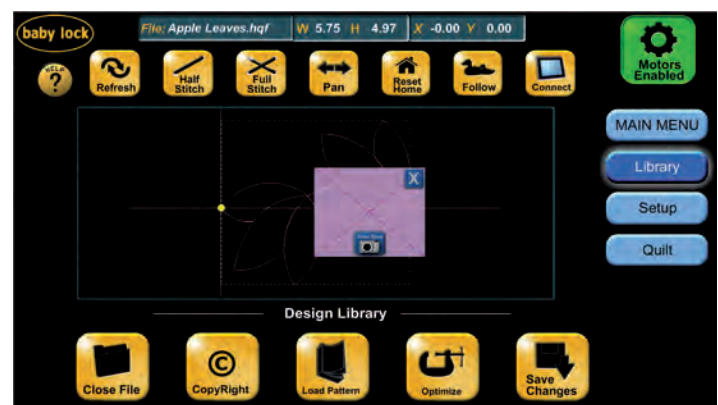 baby lock
File: Apple Leaves.hqf W 5.75 H 4.97 X -0.00 Y 0.00
Motors
Enabled
HELP
?
Refresh
Half
Stitch
Full
Stitch
Pan
Reset
Home
Follow
Connect
MAIN MENU
Library
Setup
Quilt
X
Design Library
Close File
©
CopyRight
Load Pattern
Optimize
Save
Changes